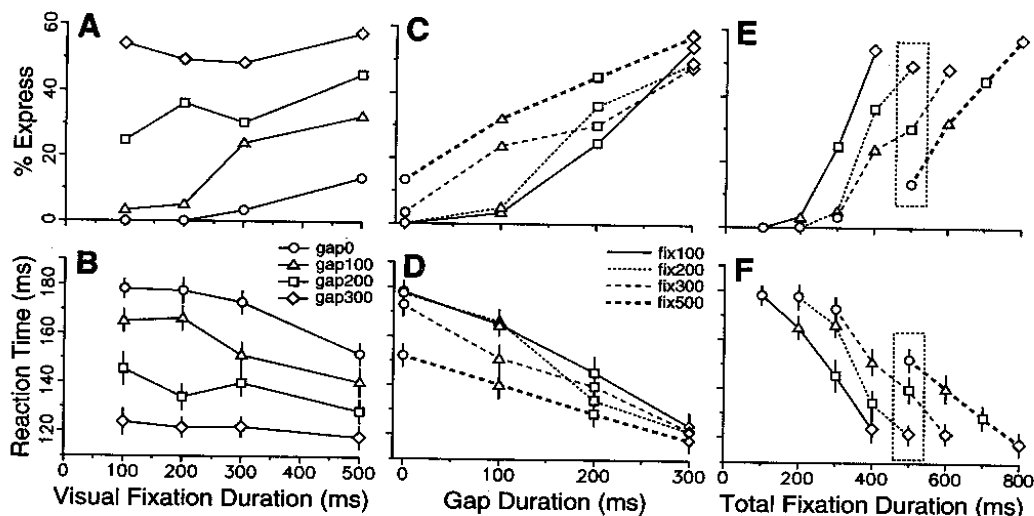 A
C
E
60
40
20
0
% Express
B
D
F
gap0
gap100
gap200
gap300
fix100
fix200
fix300
fix500
180
160
140
120
Reaction Time (ms)
0 100 200 300 400 500
0 100 200 300
0 200 400 600 800
Visual Fixation Duration (ms)
Gap Duration (ms)
Total Fixation Duration (ms)